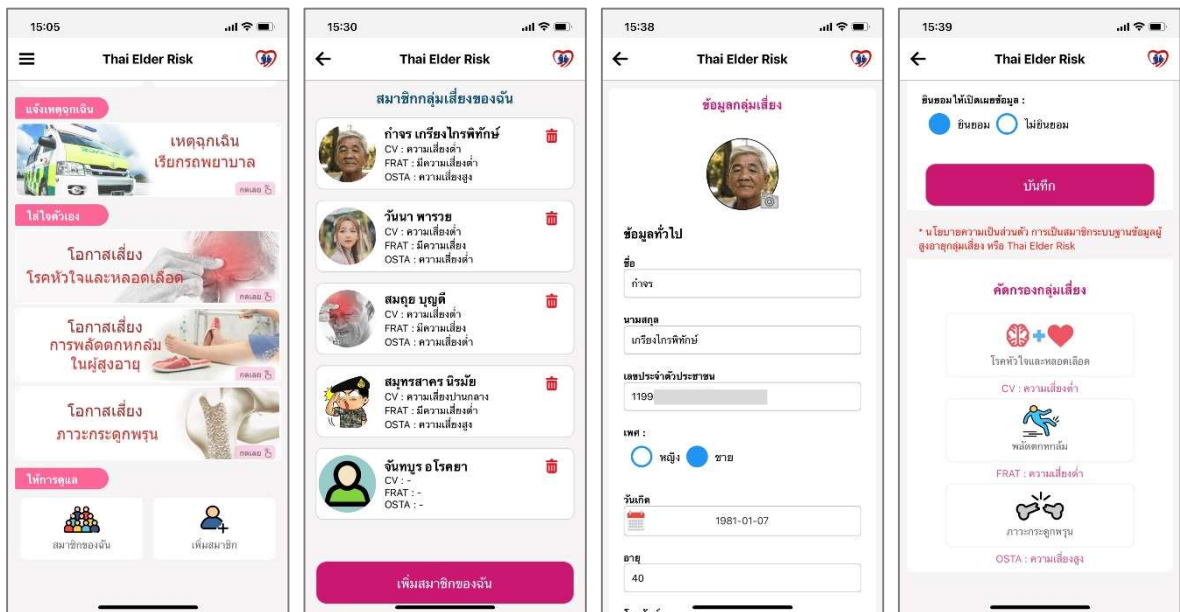 15:05
Thai Elder Risk
แจ้งเหตุฉุกเฉิน
เหตุฉุกเฉิน
เรียกรถพยาบาล
กดเลย
ใส่ใจตัวเอง
โอกาสเสี่ยง
โรคหัวใจและหลอดเลือด
กดเลย
โอกาสเสี่ยง
การพลัดตกหกล้ม
ในผู้สูงอายุ
กดเลย
โอกาสเสี่ยง
ภาวะกระดูกพรุน
กดเลย
ให้การดูแล
สมาชิกของฉัน
เพิ่มสมาชิก
15:30
Thai Elder Risk
สมาชิกกลุ่มเสี่ยงของฉัน
กำจร เกรียงไกรพิทักษ์
CV : ความเสี่ยงต่ำ
FRAT : มีความเสี่ยงต่ำ
OSTA : ความเสี่ยงสูง
วันนา พารวย
CV : ความเสี่ยงต่ำ
FRAT : มีความเสี่ยง
OSTA : ความเสี่ยงต่ำ
สมถุย บุญดี
CV : ความเสี่ยงต่ำ
FRAT : มีความเสี่ยง
OSTA : ความเสี่ยงต่ำ
สมุทรสาคร นิรมัย
CV : ความเสี่ยงปานกลาง
FRAT : มีความเสี่ยงต่ำ
OSTA : ความเสี่ยงสูง
จันทบูร อโรคยา
CV : -
FRAT : -
OSTA : -
เพิ่มสมาชิกของฉัน
15:38
Thai Elder Risk
ข้อมูลกลุ่มเสี่ยง
ข้อมูลทั่วไป
ชื่อ
กำจร
นามสกุล
เกรียงไกรพิทักษ์
เลขประจำตัวประชาชน
1199
เพศ :
หญิง ชาย
วันเกิด
1981-01-07
อายุ
40
15:39
Thai Elder Risk
ยินยอมให้เปิดเผยข้อมูล :
ยินยอม ไม่ยินยอม
บันทึก
* นโยบายความเป็นส่วนตัว การเป็นสมาชิกระบบฐานข้อมูลผู้
สูงอายุกลุ่มเสี่ยง หรือ Thai Elder Risk
คัดกรองกลุ่มเสี่ยง
โรคหัวใจและหลอดเลือด
CV : ความเสี่ยงต่ำ
พลัดตกหกล้ม
FRAT : ความเสี่ยงต่ำ
ภาวะกระดูกพรุน
OSTA : ความเสี่ยงสูง